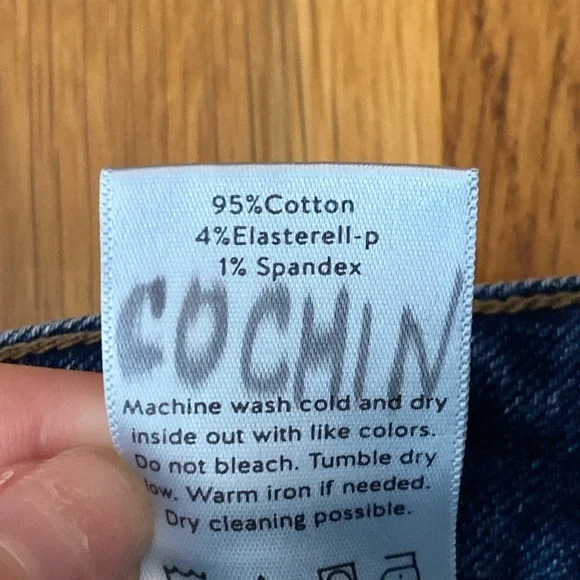 95%Cotton
4%Elasterell-p
1% Spandex
COCHIN
Machine wash cold and dry
inside out with like colors.
Do not bleach. Tumble dry
low. Warm iron if needed.
Dry cleaning possible.